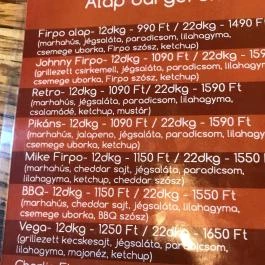 Alap burger
Firpo alap- 12dkg - 990 Ft / 22dkg - 1490 F
(marhahús, jégsaláta, paradicsom, lilahagyma,
csemege uborka, Firpo szósz, ketchup)
Johnny Firpo- 12dkg - 1090 Ft / 22dkg - 1590 F
(grillezett csirkemell, jégsaláta, paradicsom, lilahagym
csemege uborka, Firpo szósz, ketchup)
Retro- 12dkg - 1090 Ft/ 22dkg - 1590 Ft
(marhahús, jégsaláta, paradicsom, lilahagyma,
csalamádé, ketchup, mustár)
Pikáns- 12dkg - 1090 Ft / 22dkg - 1590 Ft
(marhahús, jalapeno, jégsaláta, paradicsom, lilahagyma,
csemege uborka, ketchup)
Mike Firpo- 12dkg - 1150 Ft / 22dkg - 1550
(marhahús, cheddar sajt, jégsaláta, paradicsom,
lilahagyma, ketchup, cheddar szósz)
BBQ- 12dkg - 1150 Ft / 22dkg - 1550 Ft
(marhahús, cheddar sajt, jégsaláta, paradicsom, lilahagyma,
csemege uborka, BBQ szósz)
Vega- 12dkg - 1250 Ft / 22dkg - 1650 Ft
(grillezett kecskesajt, jégsaláta, paradicsom,
lilahagyma, majonéz, ketchup)